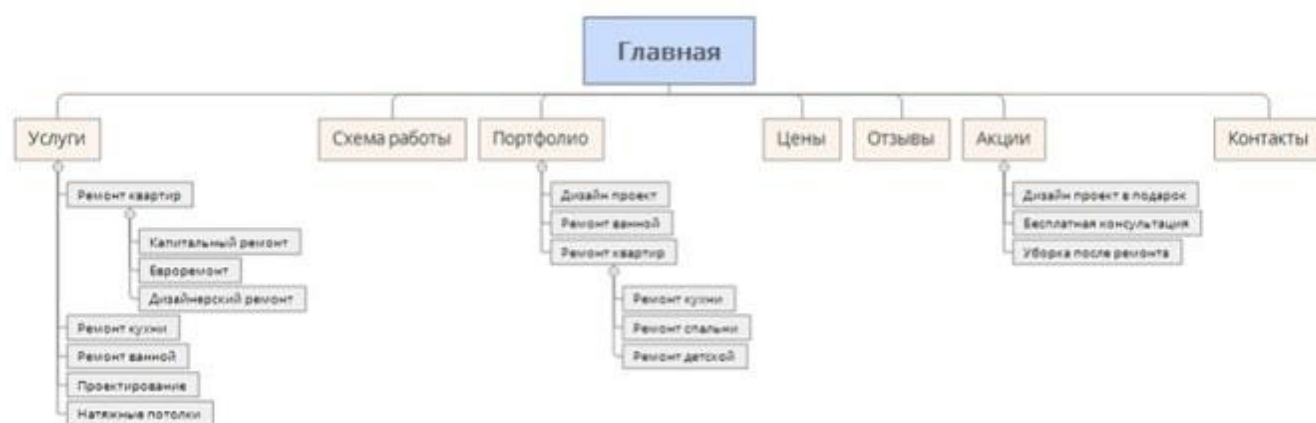 Главная
Услуги
Схема работы
Портфолио
Цены
Отзывы
Акции
Контакты
Ремонт квартир
Капитальный ремонт
Евроремонт
Дизайнерский ремонт
Ремонт кухни
Ремонт ванной
Проектирование
Натяжные потолки
Дизайн проект
Ремонт ванной
Ремонт квартир
Ремонт кухни
Ремонт спальни
Ремонт детской
Дизайн проект в подарок
Бесплатная консультация
Уборка после ремонта